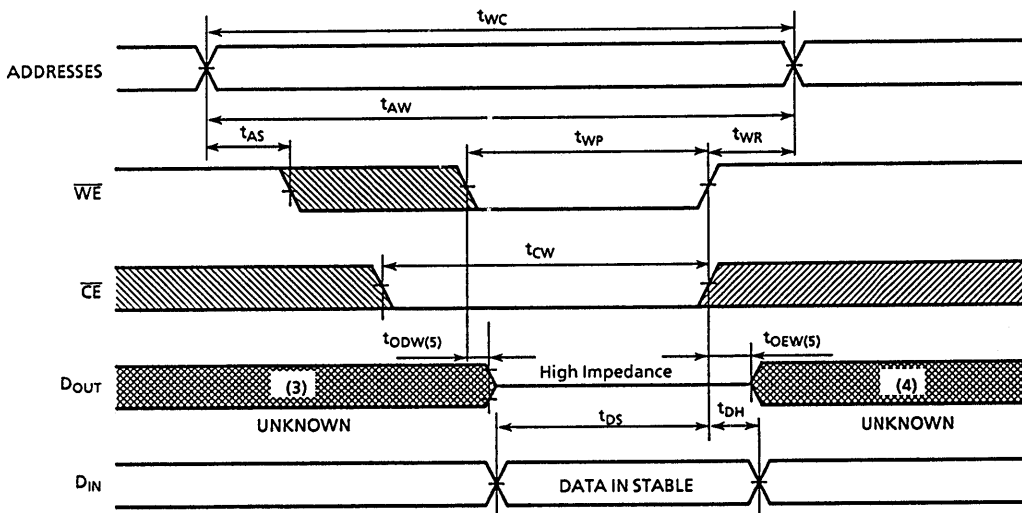 tWC
ADDRESSES
tAW
tAS
tWP
tWR
WE
tCW
CE
tODW(5)
tOEW(5)
High Impedance
DOUT
(3)
(4)
UNKNOWN
tDS
tDH
UNKNOWN
DIN
DATA IN STABLE